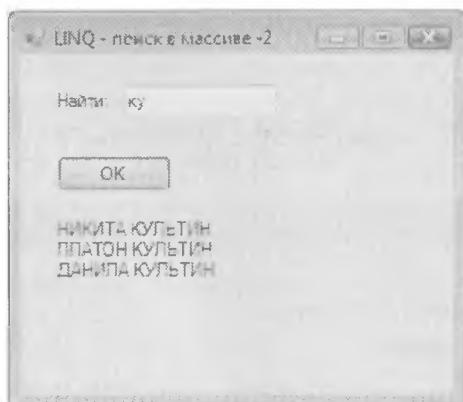 LINQ - поиск в массиве -2
Найти: ку
OK
НИКИТА КУЛЬТИН
ПЛАТОН КУЛЬТИН
ДАНИЛА КУЛЬТИН